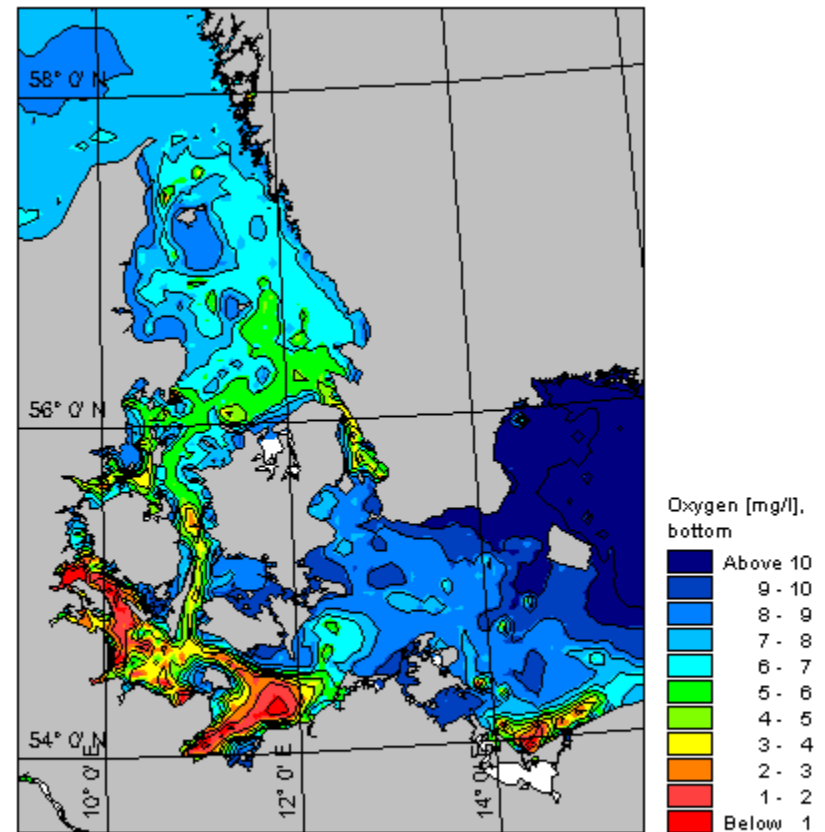 58° 0' N
56° 0' N
54° 0' N
10° 0' E
12° 0' E
14° 0' E
Oxygen [mg/l],
bottom
Above 10
9 - 10
8 - 9
7 - 8
6 - 7
5 - 6
4 - 5
3 - 4
2 - 3
1 - 2
Below 1